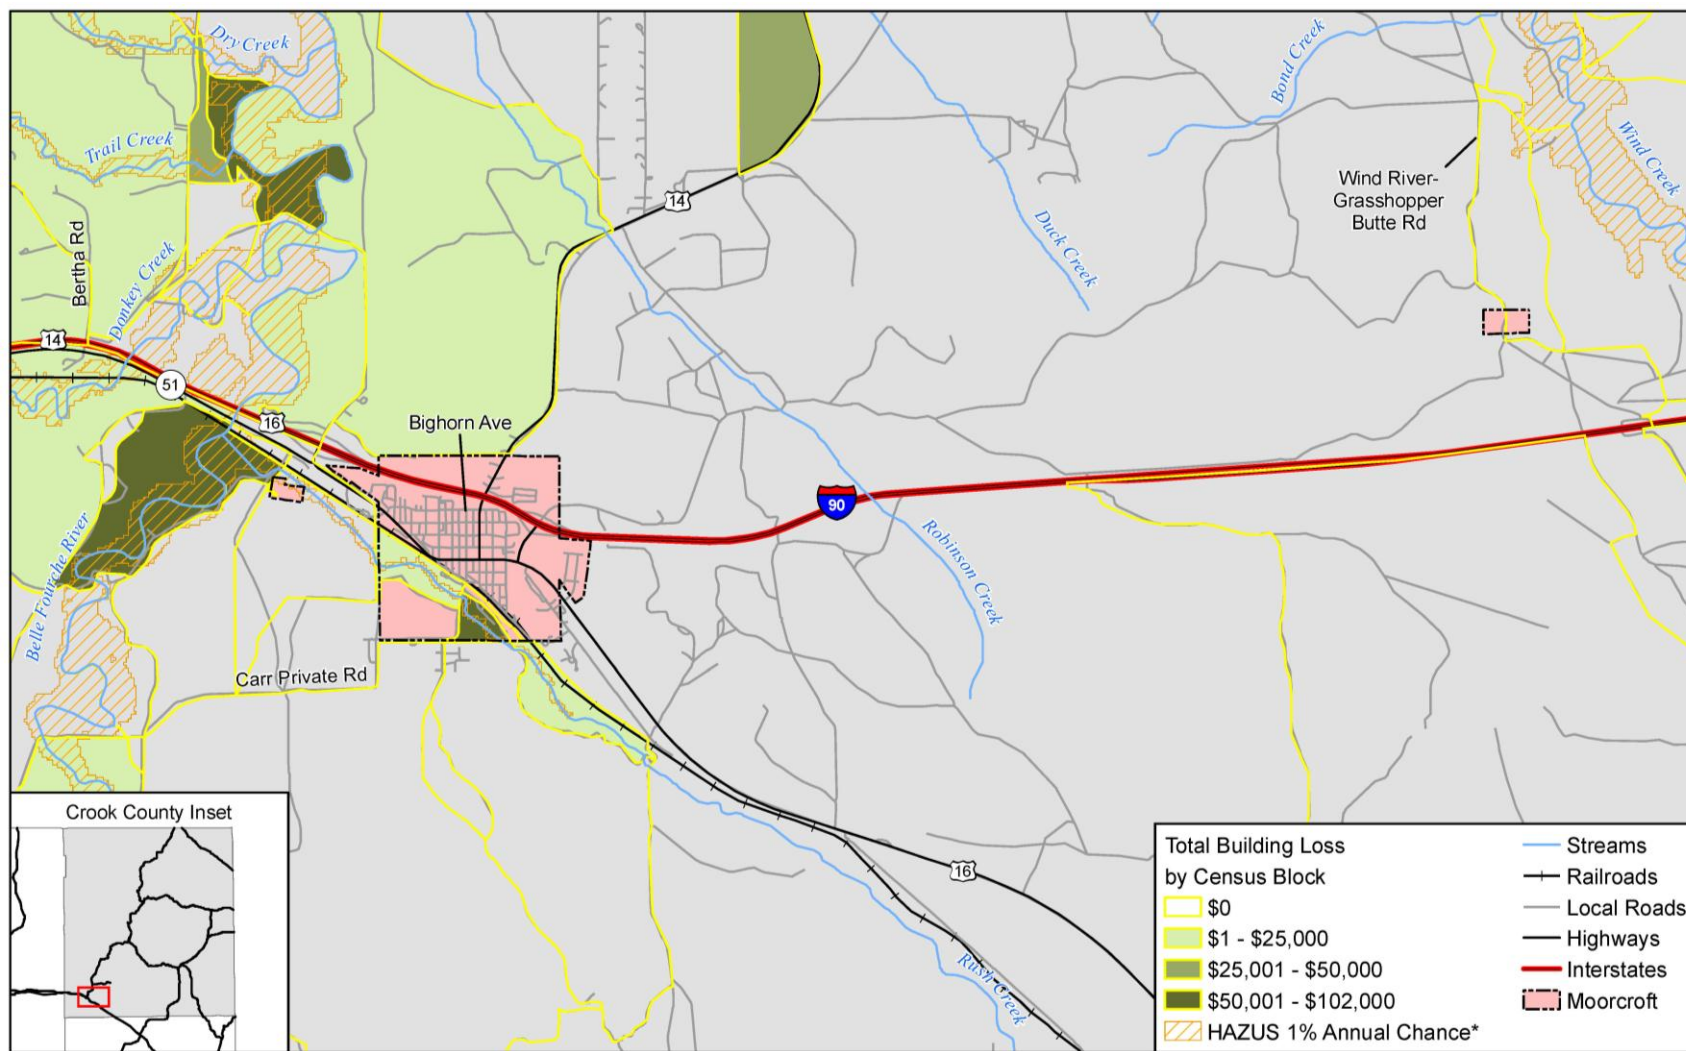 Dry Creek
Trail Creek
Bertha Rd
Donkey Creek
14
51
16
Bighorn Ave
Belle Fourche River
Carr Private Rd
14
Duck Creek
Bond Creek
Wind Creek
Wind River-
Grasshopper
Butte Rd
90
Robinson Creek
16
Rush Creek
Crook County Inset
Total Building Loss
by Census Block
$0
$1 - $25,000
$25,001 - $50,000
$50,001 - $102,000
HAZUS 1% Annual Chance*
Streams
Railroads
Local Roads
Highways
Interstates
Moorcroft